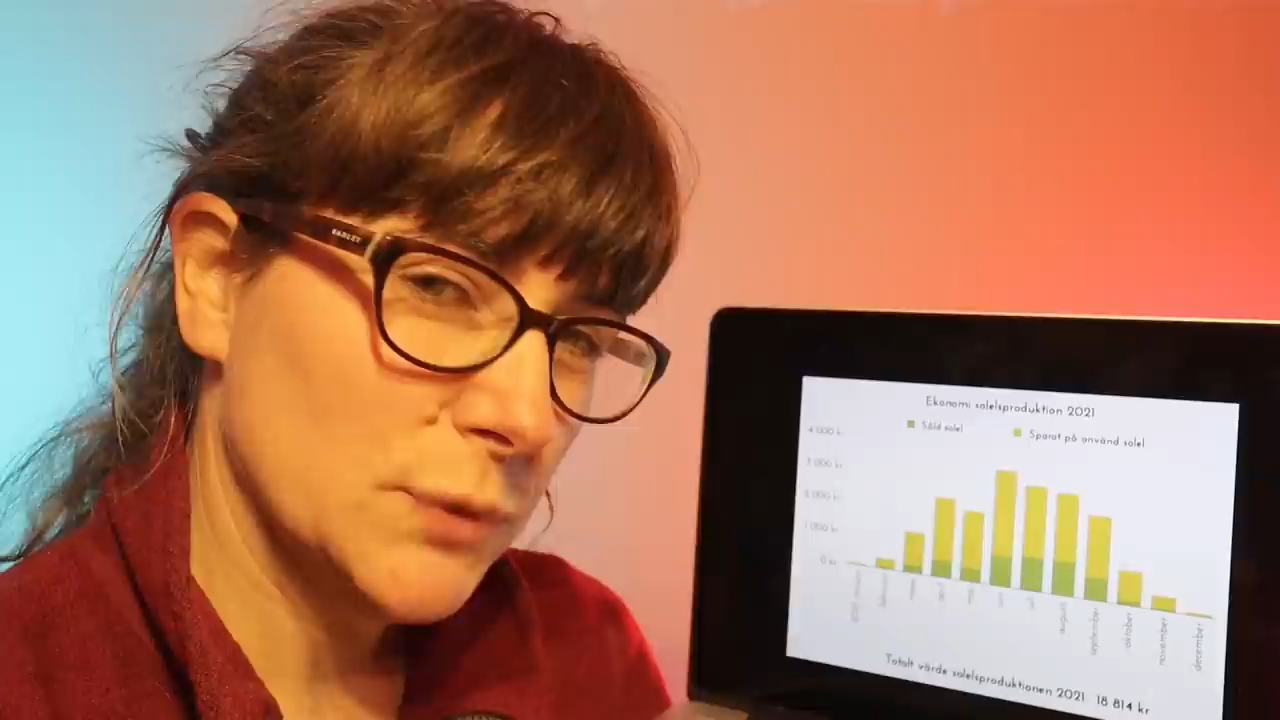 Ekonomi solelsproduktion 2021
Såld solel
Sparat på använd solel
4 000 kr
3 000 kr
2 000 kr
1 000 kr
0 kr
april
maj
juni
juli
augusti
september
oktober
november
december
Totalt värde solelsproduktionen 2021 18 814 kr